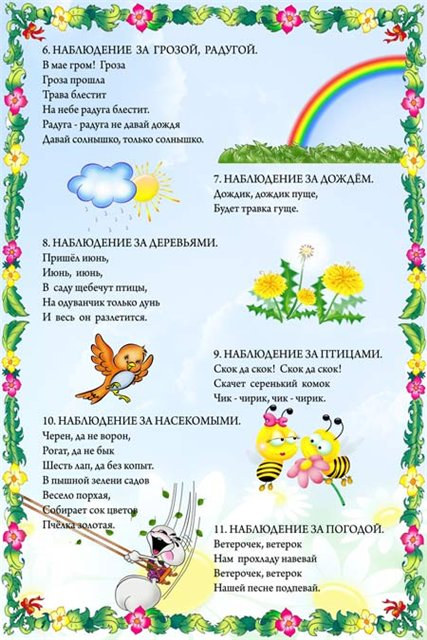 6. НАБЛЮДЕНИЕ ЗА ГРОЗОЙ, РАДУГОЙ.
В мае гром! Гроза
Гроза прошла
Трава блестит
На небе радуга блестит.
Радуга - радуга не давай дождя
Давай солнышко, только солнышко.
7. НАБЛЮДЕНИЕ ЗА ДОЖДЁМ.
Дождик, дождик пуще,
Будет травка гуще.
8. НАБЛЮДЕНИЕ ЗА ДЕРЕВЬЯМИ.
Пришёл июнь,
Июнь, июнь,
В саду щебечут птицы,
На одуванчик только дунь
И весь он разлетится.
9. НАБЛЮДЕНИЕ ЗА ПТИЦАМИ.
Скок да скок! Скок да скок!
Скачет серенький комок
Чик - чирик, чик - чирик.
10. НАБЛЮДЕНИЕ ЗА НАСЕКОМЫМИ.
Черен, да не ворон,
Рогат, да не бык
Шесть лап, да без копыт.
В пышной зелени садов
Весело порхая,
Собирает сок цветов
Пчёлка золотая.
11. НАБЛЮДЕНИЕ ЗА ПОГОДОЙ.
Ветерочек, ветерок
Нам прохладу навевай
Ветерочек, ветерок
Нашей песне подпевай.